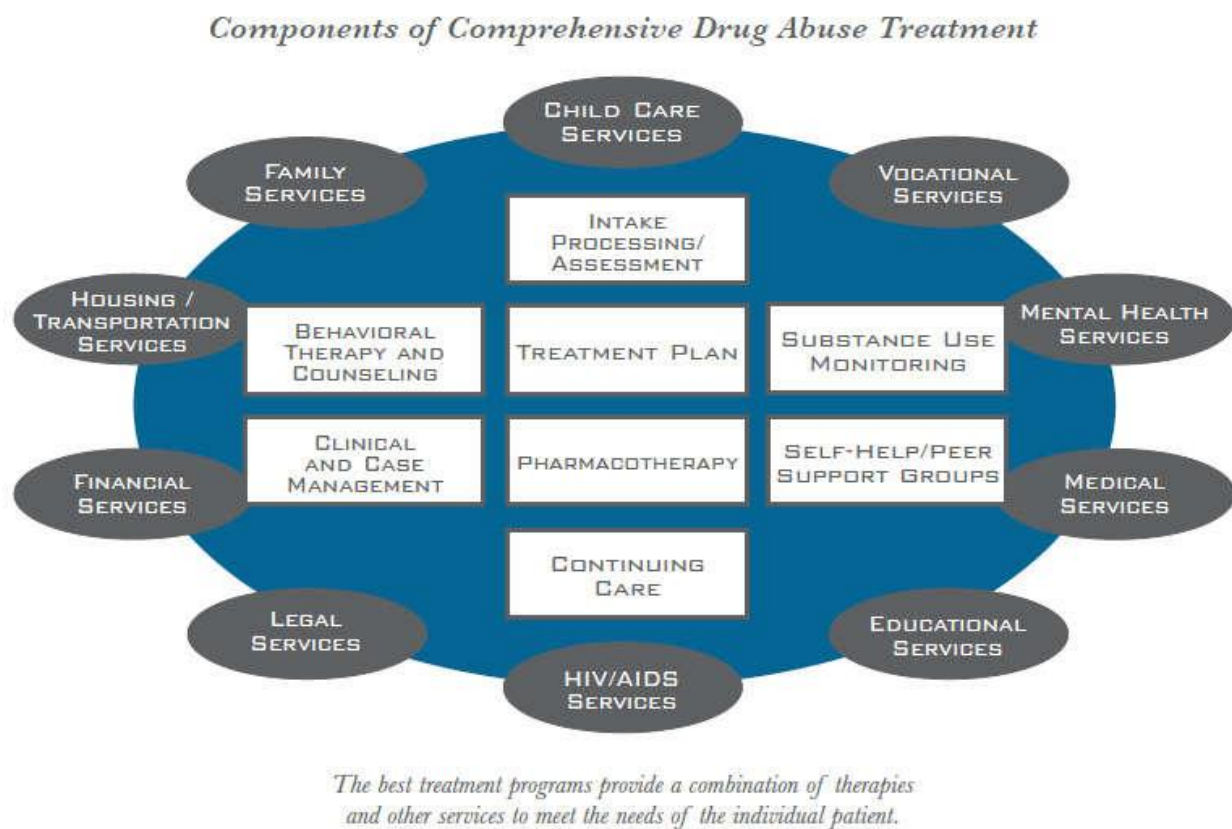 Components of Comprehensive Drug Abuse Treatment
CHILD CARE
SERVICES
FAMILY
SERVICES
VOCATIONAL
SERVICES
INTAKE
PROCESSING/
ASSESSMENT
HOUSING /
TRANSPORTATION
SERVICES
BEHAVIORAL
THERAPY AND
COUNSELING
TREATMENT PLAN
SUBSTANCE USE
MONITORING
MENTAL HEALTH
SERVICES
CLINICAL
AND CASE
MANAGEMENT
PHARMACOTHERAPY
SELF-HELP/PEER
SUPPORT GROUPS
FINANCIAL
SERVICES
MEDICAL
SERVICES
CONTINUING
CARE
LEGAL
SERVICES
EDUCATIONAL
SERVICES
HIV/AIDS
SERVICES
The best treatment programs provide a combination of therapies
and other services to meet the needs of the individual patient.